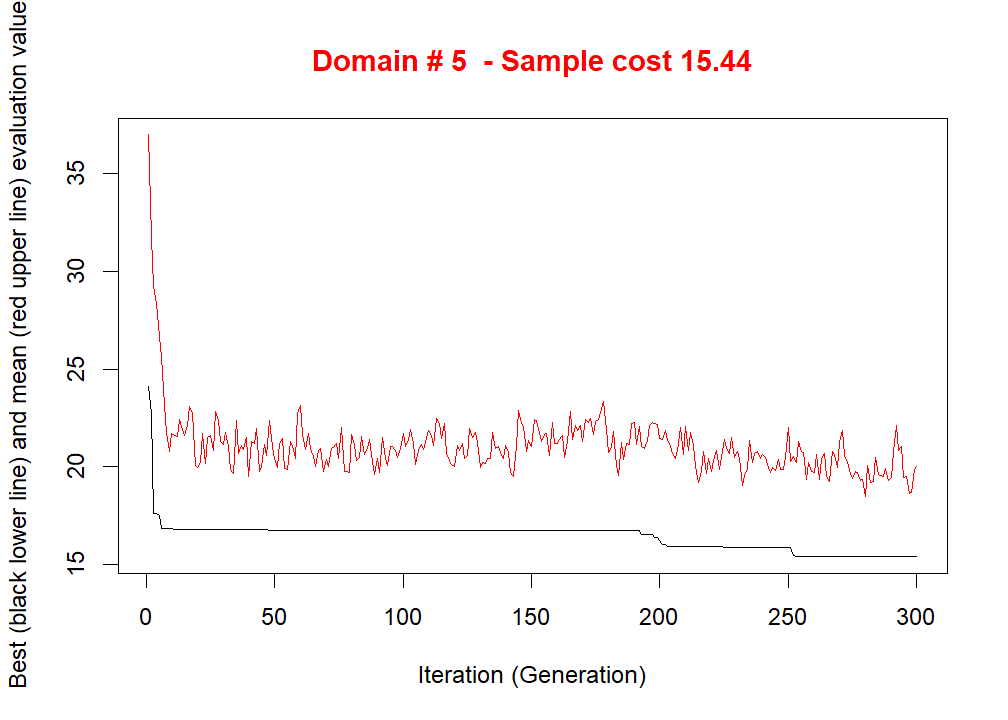 Domain # 5  - Sample cost 15.44
Best (black lower line) and mean (red upper line) evaluation value
35
30
25
20
15
0 50 100 150 200 250 300
Iteration (Generation)